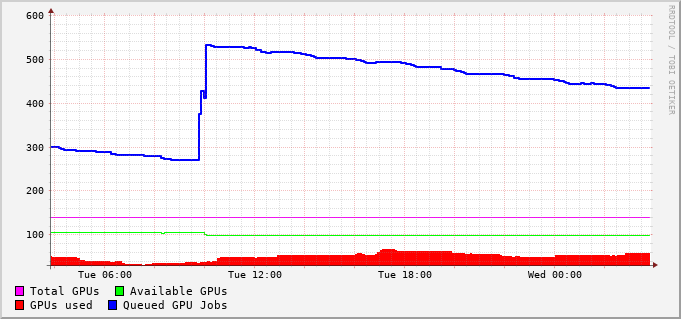 600
500
400
300
200
100
Tue 06:00 Tue 12:00 Tue 18:00 Wed 00:00
Total GPUs Available GPUs
GPUs used Queued GPU Jobs
RRDTOOL / TOBI OETIKER